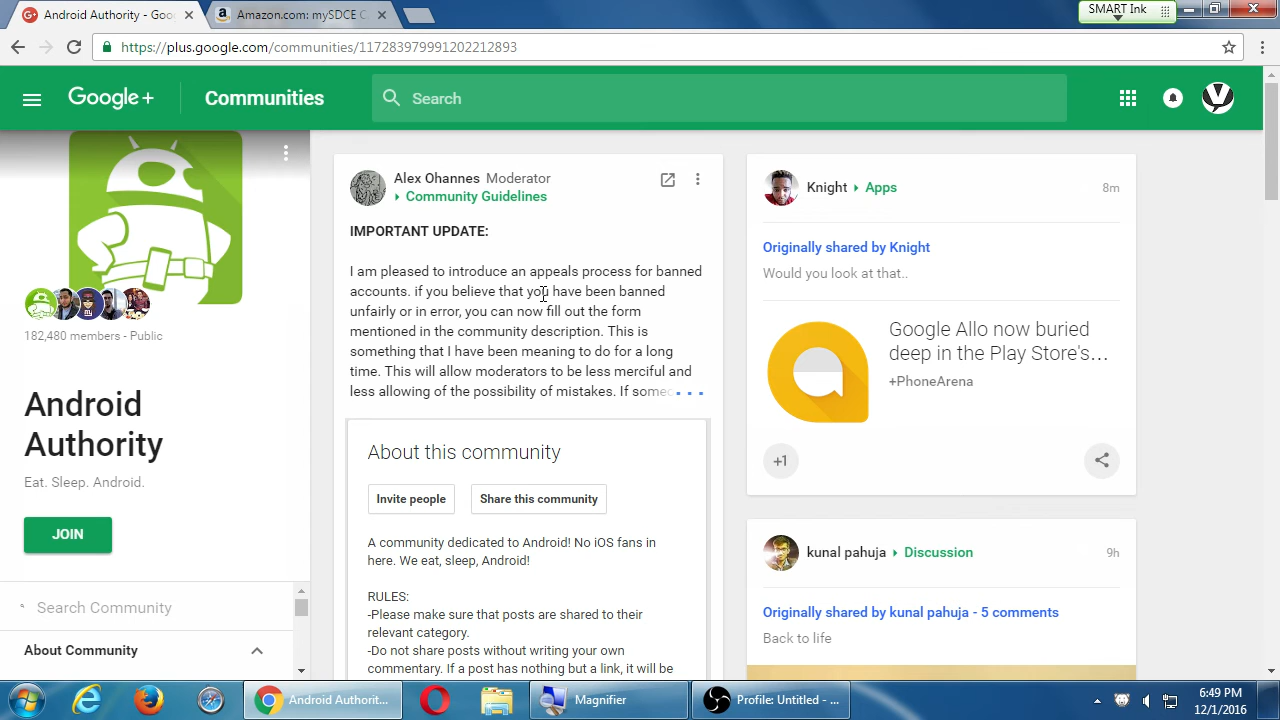 Android Authority - Goo
Amazon.com: mySDCE C
SMART Ink
https://plus.google.com/communities/117283979991202212893
Google+
Communities
Search
Alex Ohannes Moderator
Community Guidelines
IMPORTANT UPDATE:
I am pleased to introduce an appeals process for banned
accounts. if you believe that you have been banned
unfairly or in error, you can now fill out the form
mentioned in the community description. This is
something that I have been meaning to do for a long
time. This will allow moderators to be less merciful and
less allowing of the possibility of mistakes. If someo...
About this community
Invite people
Share this community
A community dedicated to Android! No iOS fans in
here. We eat, sleep, Android!
RULES:
-Please make sure that posts are shared to their
relevant category.
-Do not share posts without writing your own
commentary. If a post has nothing but a link, it will be
182,480 members - Public
Android
Authority
Eat. Sleep. Android.
JOIN
Search Community
About Community
Knight Apps
8m
Originally shared by Knight
Would you look at that..
Google Allo now buried
deep in the Play Store's...
+PhoneArena
+1
kunal pahuja Discussion
9h
Originally shared by kunal pahuja - 5 comments
Back to life
Android Authorit...
Magnifier
Profile: Untitled - ...
6:49 PM
12/1/2016